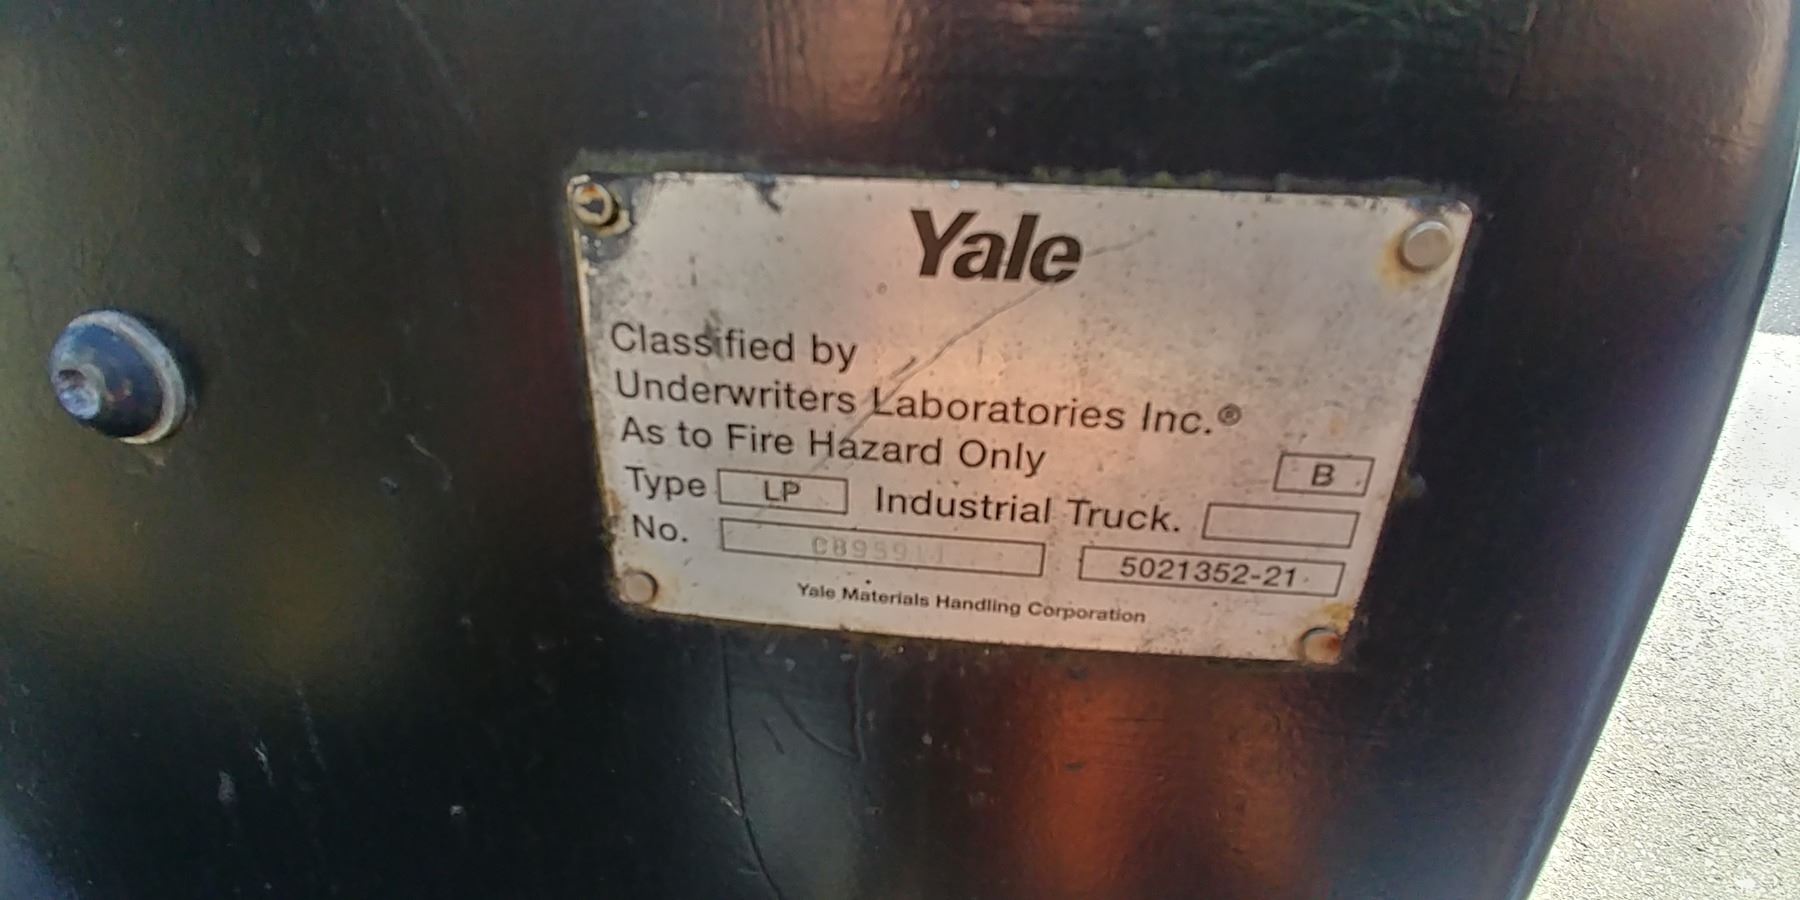 Yale
Classified by
Underwriters Laboratories Inc.®
As to Fire Hazard Only
B
Type LP Industrial Truck.
No. 5021352-21
Yale Materials Handling Corporation